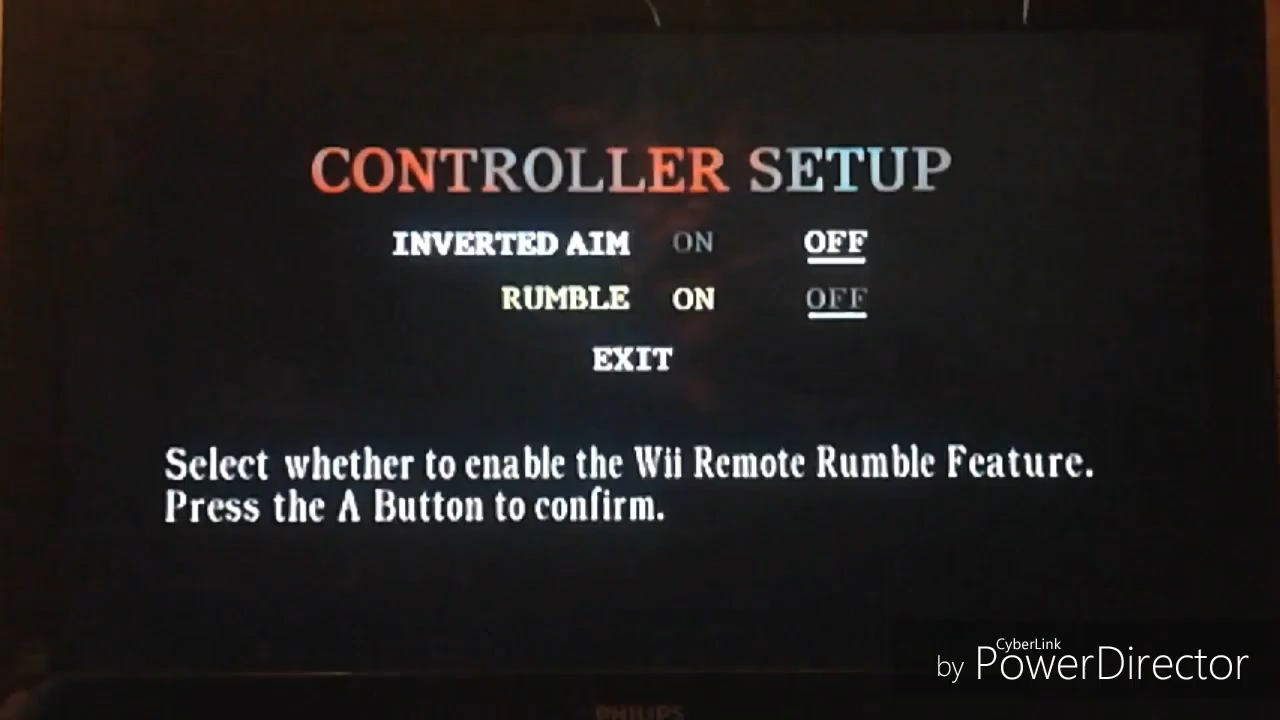 CONTROLLER SETUP
INVERTED AIM ON OFF
RUMBLE ON OFF
EXIT
Select whether to enable the Wii Remote Rumble Feature.
Press the A Button to confirm.
CyberLink
by PowerDirector
PHILIPS